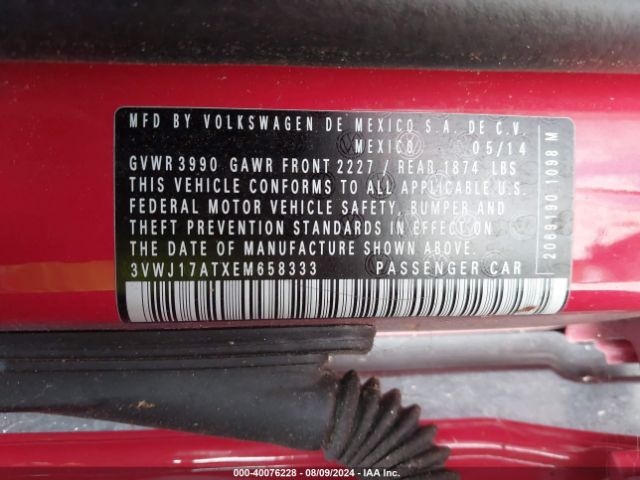 MFD BY VOLKSWAGEN DE MEXICO S.A. DE C.V.
MEXICO 05/14
GVWR 3990 GAWR FRONT 2227 / REAR 1874 LBS
THIS VEHICLE CONFORMS TO ALL APPLICABLE U.S.
FEDERAL MOTOR VEHICLE SAFETY, BUMPER AND
THEFT PREVENTION STANDARDS IN EFFECT ON
THE DATE OF MANUFACTURE SHOWN ABOVE.
3VWJ17ATXEM658333 PASSENGER CAR
2069190 1098 M
000-40076228 - 08/09/2024 - IAA Inc.